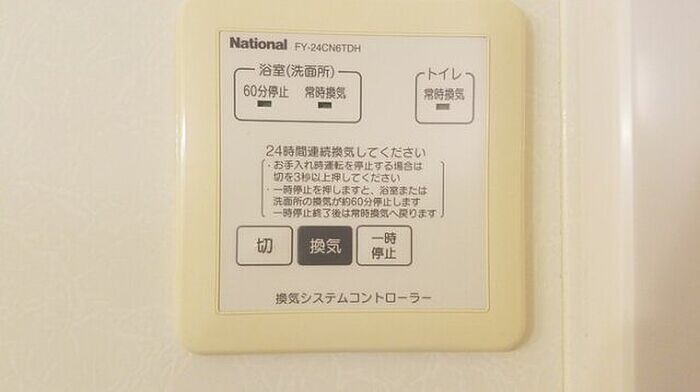 National FY-24CN6TDH
浴室(洗面所)
60分停止 常時換気
トイレ
常時換気
24時間連続換気してください
・お手入れ時運転を停止する場合は
切を3秒以上押してください
・一時停止を押しますと、浴室または
洗面所の換気が約60分停止します
一時停止終了後は常時換気へ戻ります
切
換気
一時
停止
換気システムコントローラー